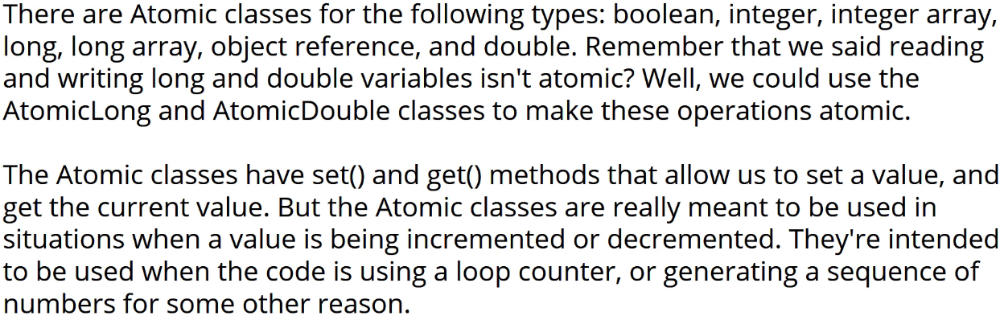 There are Atomic classes for the following types: boolean, integer, integer array,
long, long array, object reference, and double. Remember that we said reading
and writing long and double variables isn't atomic? Well, we could use the
AtomicLong and AtomicDouble classes to make these operations atomic.
The Atomic classes have set() and get() methods that allow us to set a value, and
get the current value. But the Atomic classes are really meant to be used in
situations when a value is being incremented or decremented. They're intended
to be used when the code is using a loop counter, or generating a sequence of
numbers for some other reason.